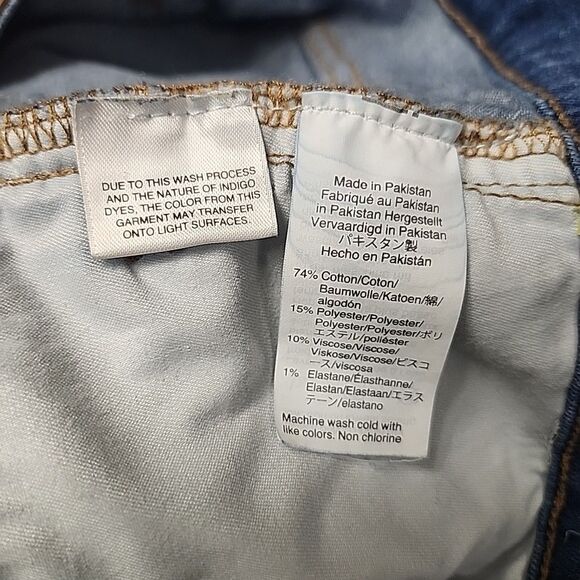 DUE TO THIS WASH PROCESS
AND THE NATURE OF INDIGO
DYES, THE COLOR FROM THIS
GARMENT MAY TRANSFER
ONTO LIGHT SURFACES.
Made in Pakistan
Fabriqué au Pakistan
in Pakistan Hergestellt
Vervaardigd in Pakistan
パキスタン製
Hecho en Pakistán
74% Cotton/Coton/
Baumwolle/Katoen/綿/
algodón
15% Polyester/Polyester/
Polyester/Polyester/ポリ
エステル/poliéster
10% Viscose/Viscose/
Viskose/Viscose/ビスコ
ース/viscosa
1% Elastane/Élasthanne/
Elastan/Elastaan/エラス
テーン/elastano
Machine wash cold with
like colors. Non chlorine